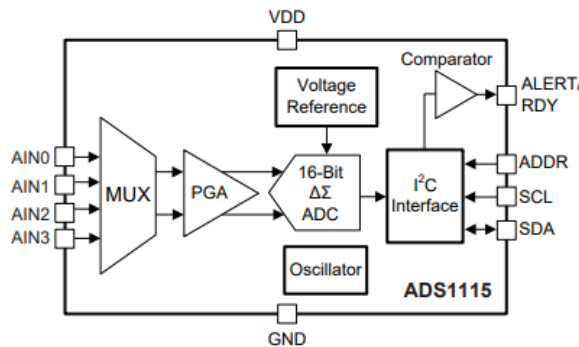 VDD
Comparator
Voltage
Reference
ALERT/
RDY
AIN0
AIN1
AIN2
AIN3
MUX
PGA
16-Bit
ΔΣ
ADC
I²C
Interface
ADDR
SCL
SDA
Oscillator
ADS1115
GND